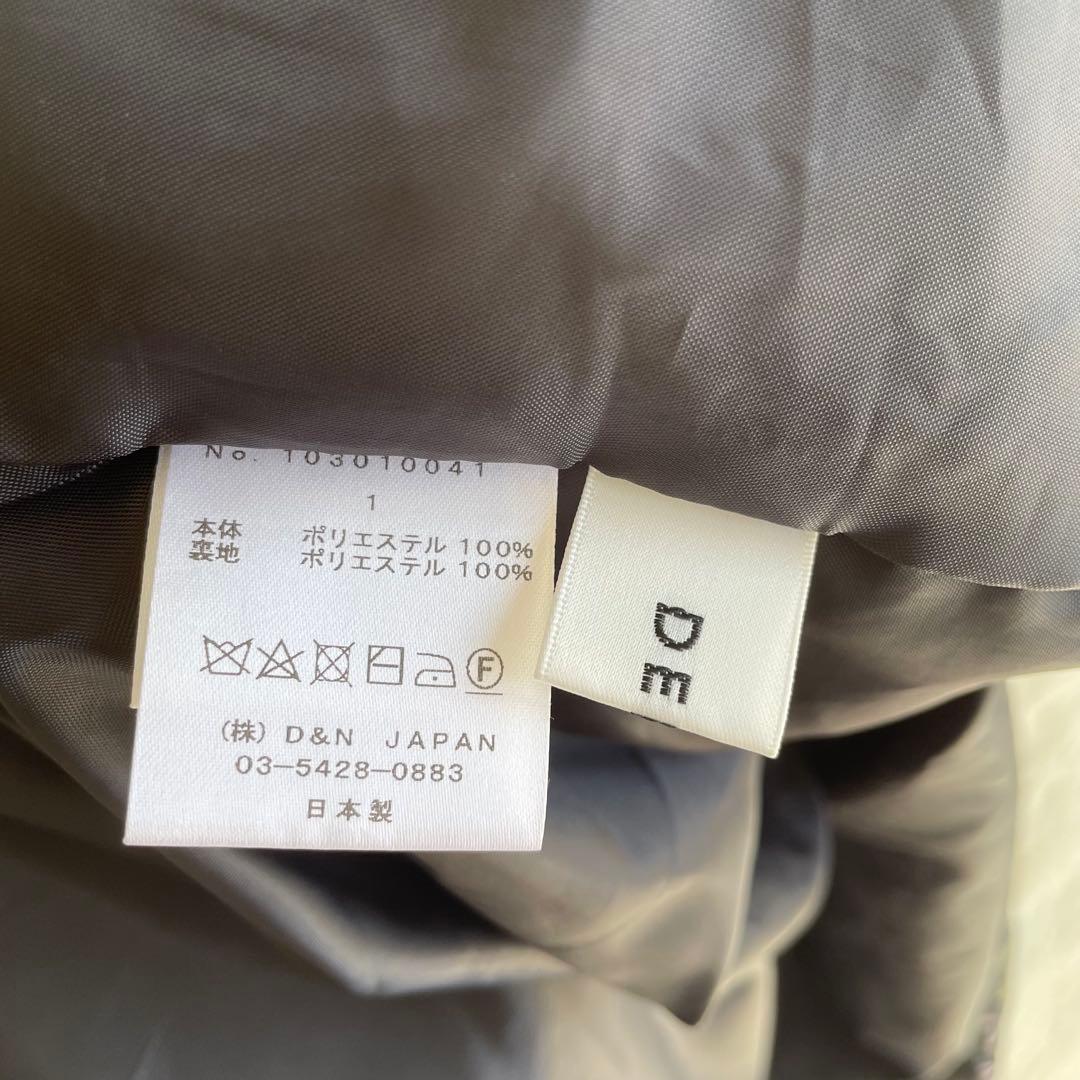 No. 103010041
1
本体 ポリエステル 100%
裏地 ポリエステル 100%
F
(株) D&N JAPAN
03-5428-0883
日本製